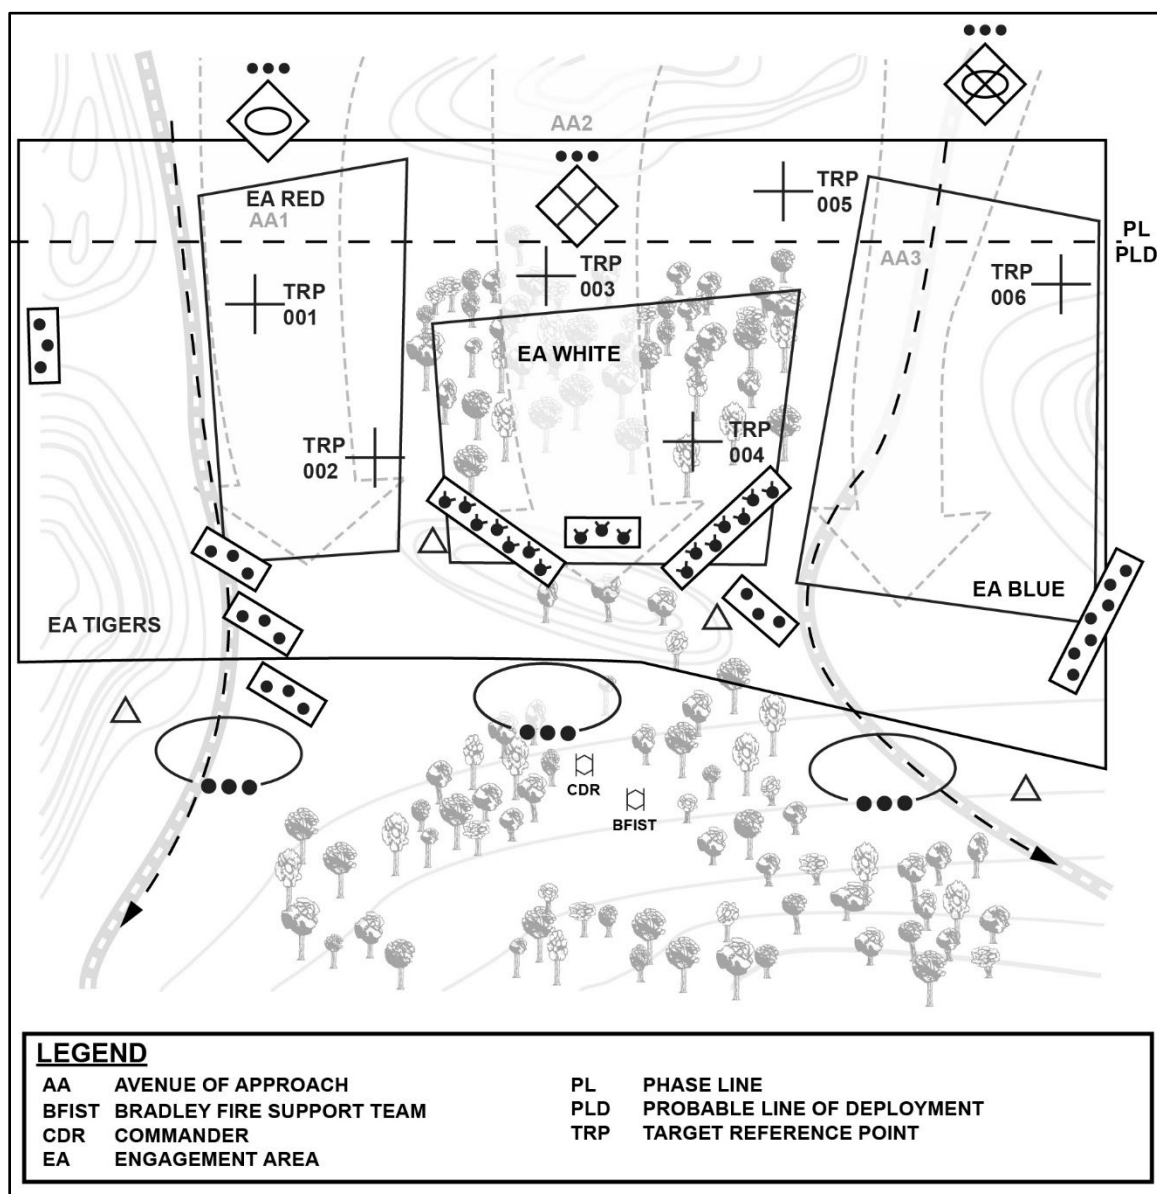 AA2
EA RED
AA1
TRP
005
PL
PLD
TRP
003
AA3
TRP
006
TRP
001
EA WHITE
TRP
002
TRP
004
EA BLUE
EA TIGERS
CDR
BFIST
LEGEND
AA AVENUE OF APPROACH
BFIST BRADLEY FIRE SUPPORT TEAM
CDR COMMANDER
EA ENGAGEMENT AREA
PL PHASE LINE
PLD PROBABLE LINE OF DEPLOYMENT
TRP TARGET REFERENCE POINT